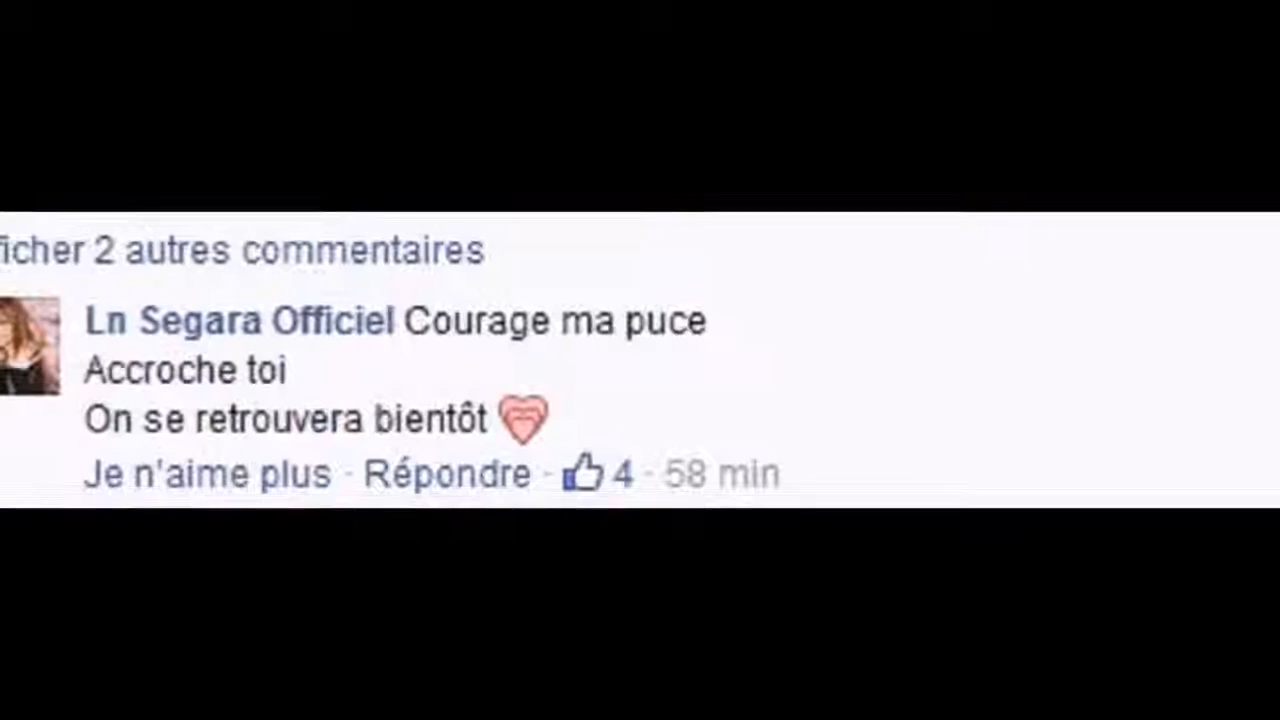 ficher 2 autres commentaires
Ln Segara Officiel Courage ma puce
Accroche toi
On se retrouvera bientôt
Je n'aime plus · Répondre · 4 · 58 min